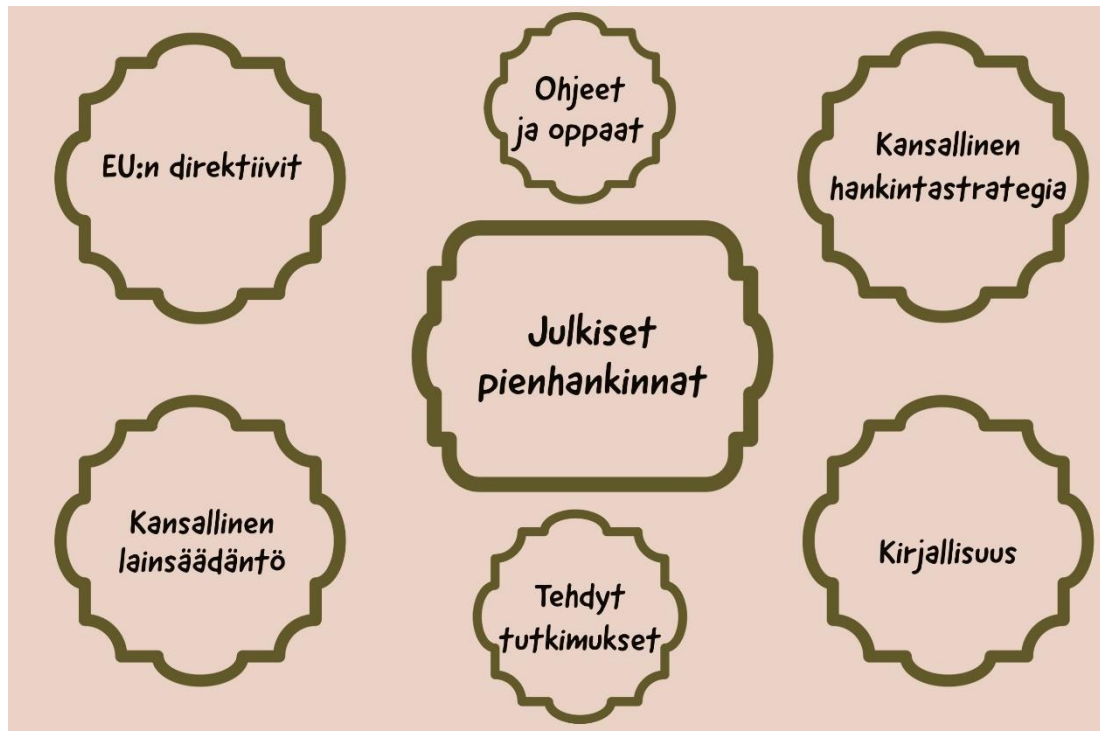 EU:n direktiivit
Ohjeet
ja oppaat
Kansallinen
hankintastrategia
Julkiset
pienhankinnat
Kansallinen
lainsäädäntö
Tehdyt
tutkimukset
Kirjallisuus